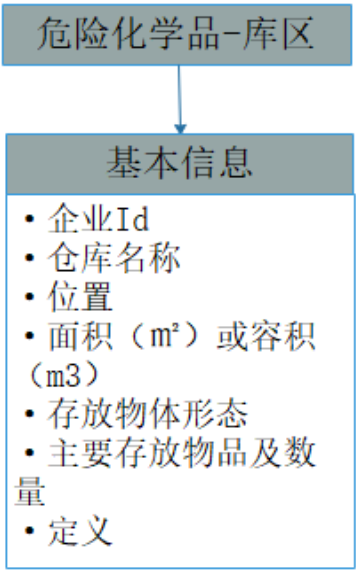 危险化学品-库区
基本信息
・企业Id
・仓库名称
・位置
・面积（㎡）或容积
（m3）
・存放物体形态
・主要存放物品及数
量
・定义